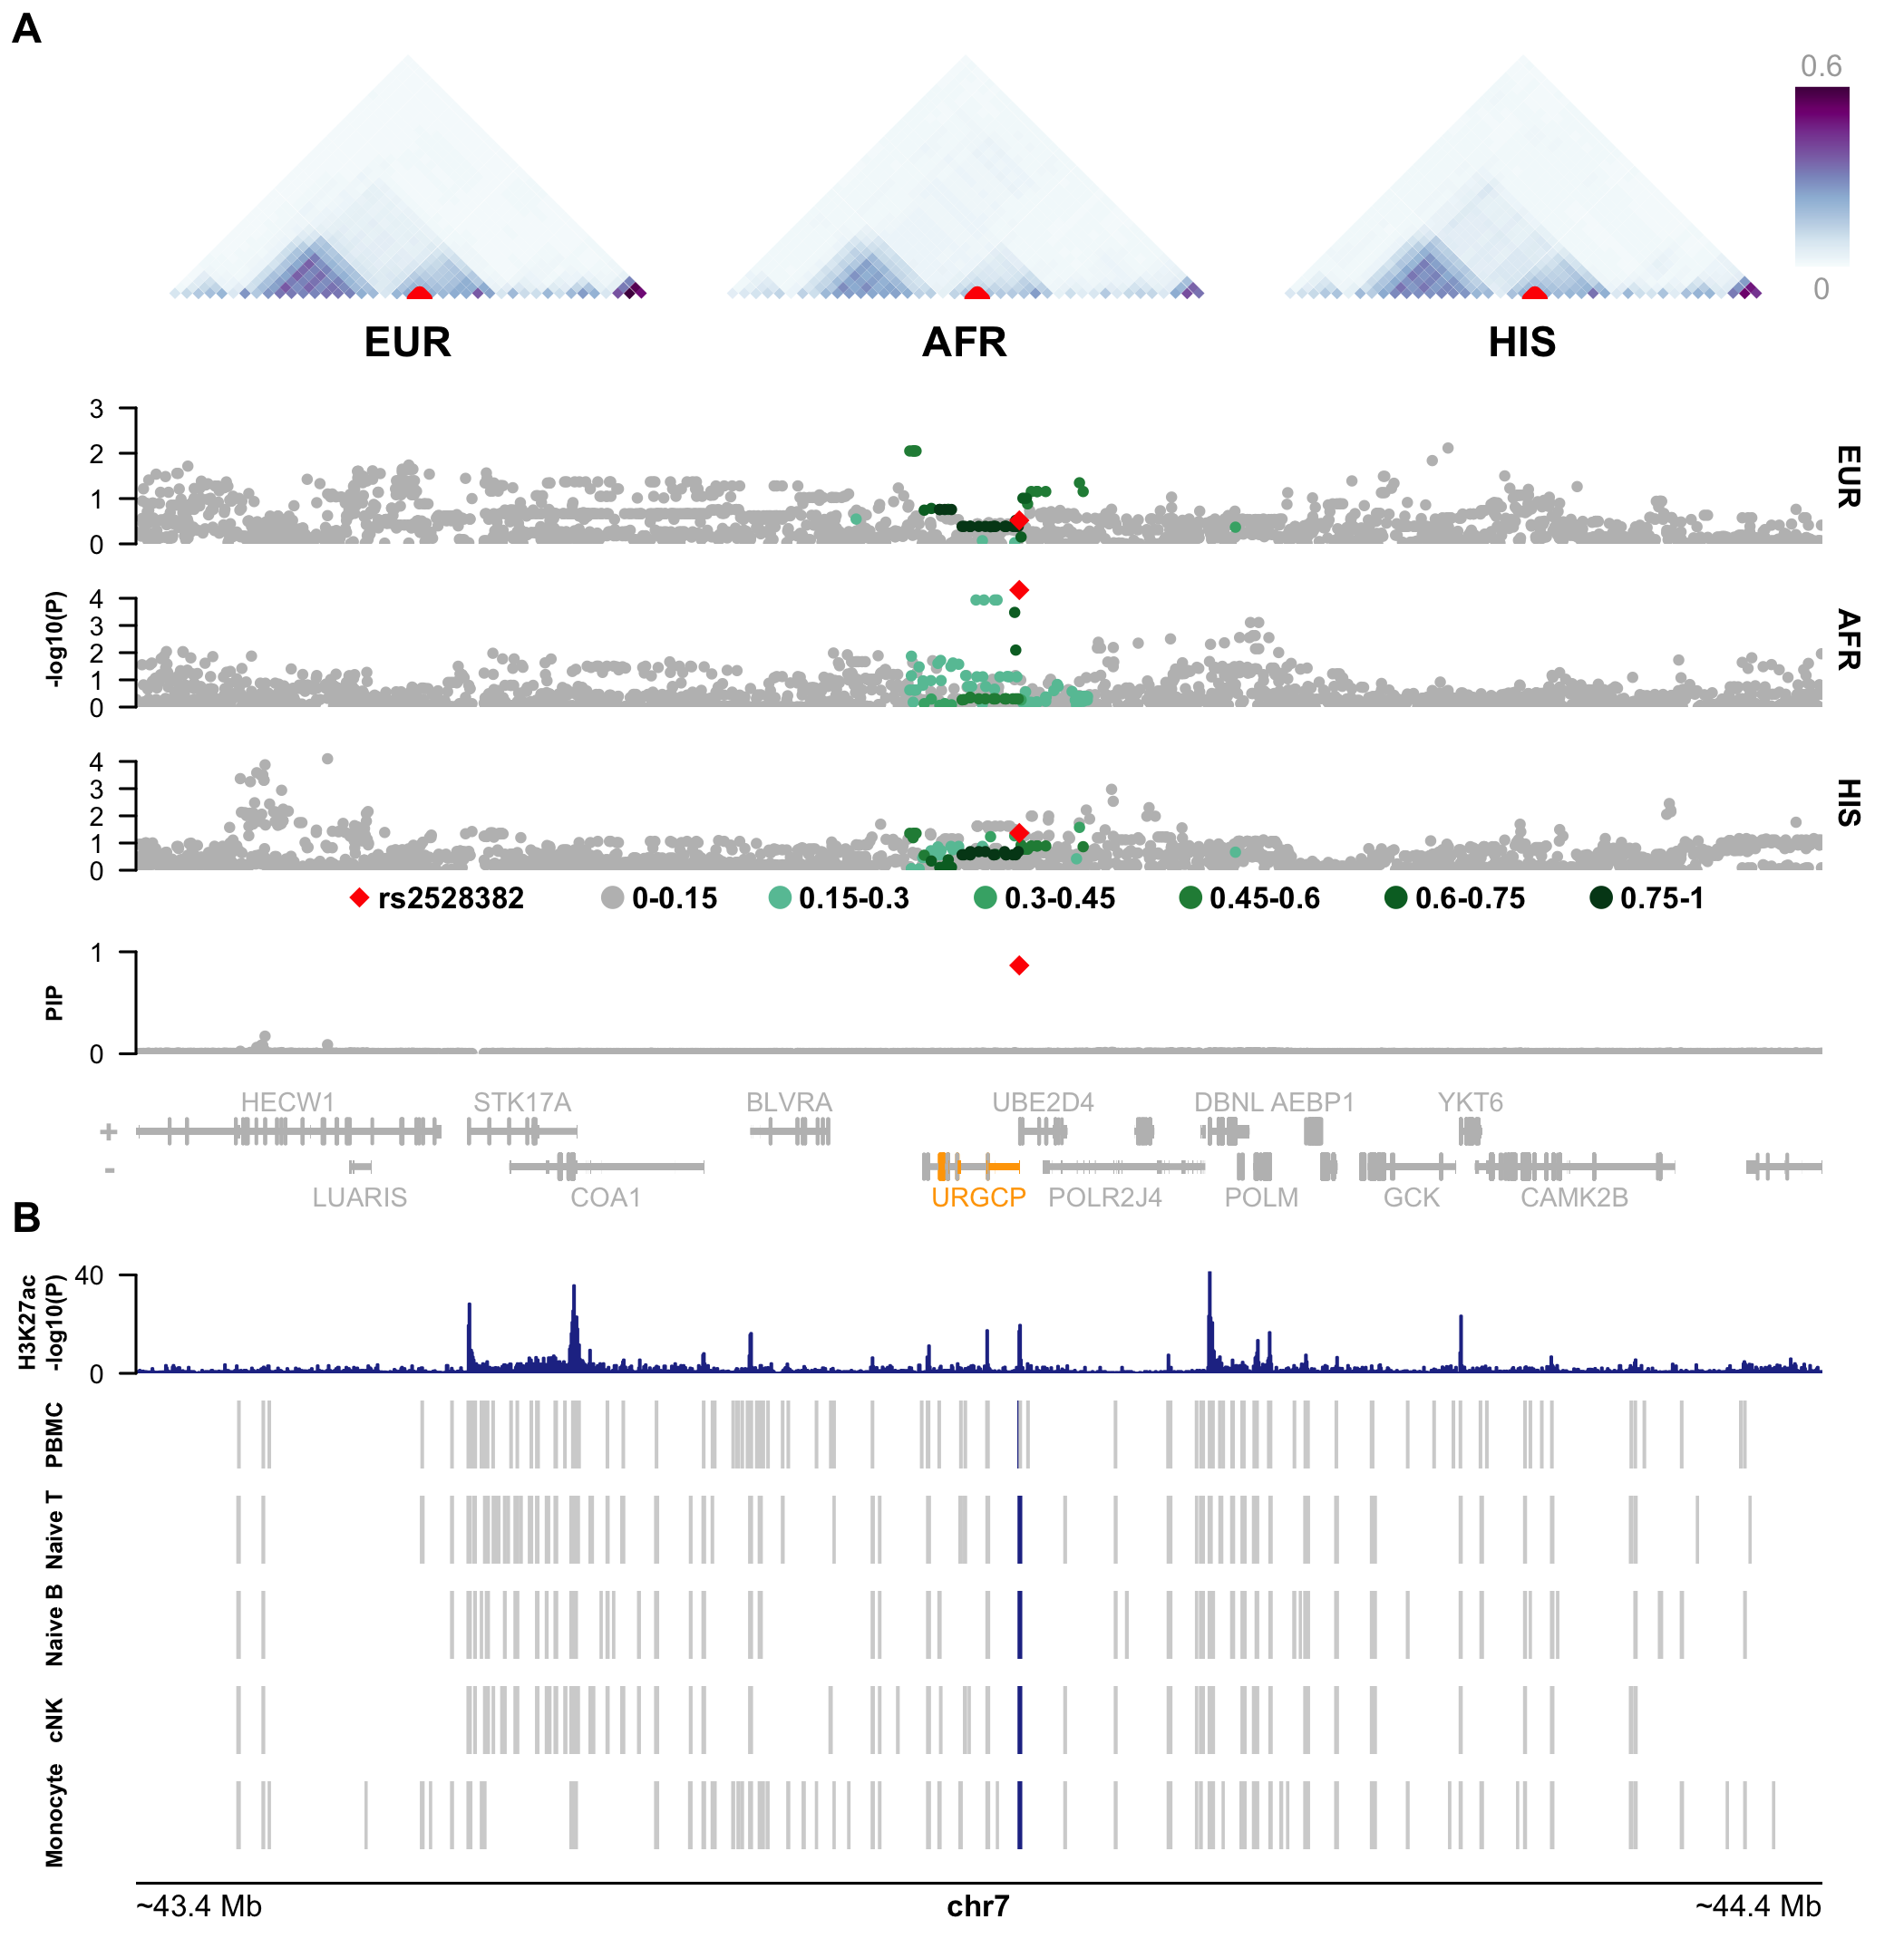 A
0.6
0
EUR AFR HIS
3
2
1
0
EUR
-log10(P)
4
3
2
1
0
AFR
4
3
2
1
0
HIS
rs2528382 0-0.15 0.15-0.3 0.3-0.45 0.45-0.6 0.6-0.75 0.75-1
PIP
1
0
HECW1 STK17A BLVRA UBE2D4 DBNL AEBP1 YKT6
+
-
LUARIS COA1 URGCP POLR2J4 POLM GCK CAMK2B
B
H3K27ac
-log10(P)
40
0
PBMC
Naive T
Naive B
cNK
Monocyte
~43.4 Mb chr7 ~44.4 Mb